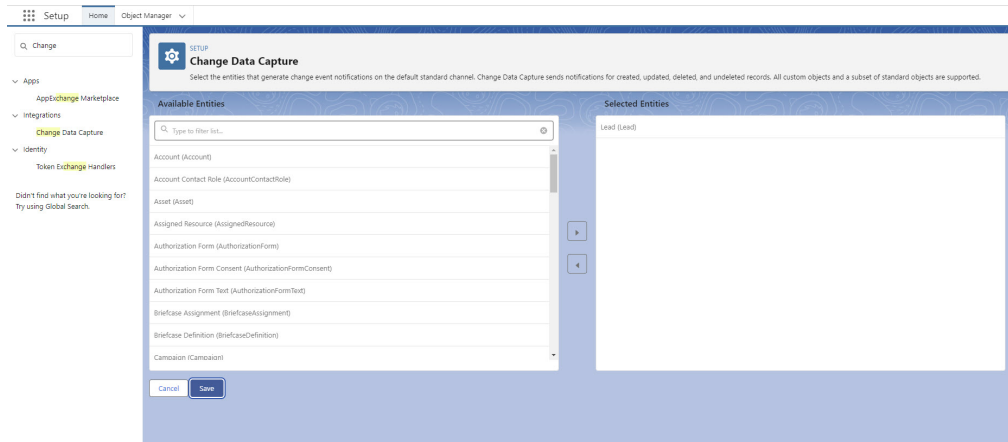 Setup
Home
Object Manager
Change
Apps
AppExchange Marketplace
Integrations
Change Data Capture
Identity
Token Exchange Handlers
Didn't find what you're looking for?
Try using Global Search.
SETUP
Change Data Capture
Select the entities that generate change event notifications on the default standard channel. Change Data Capture sends notifications for created, updated, deleted, and undeleted records. All custom objects and a subset of standard objects are supported.
Available Entities
Type to filter list...
Account (Account)
Account Contact Role (AccountContactRole)
Asset (Asset)
Assigned Resource (AssignedResource)
Authorization Form (AuthorizationForm)
Authorization Form Consent (AuthorizationFormConsent)
Authorization Form Text (AuthorizationFormText)
Briefcase Assignment (BriefcaseAssignment)
Briefcase Definition (BriefcaseDefinition)
Campaign (Campaign)
Selected Entities
Lead (Lead)
Cancel
Save